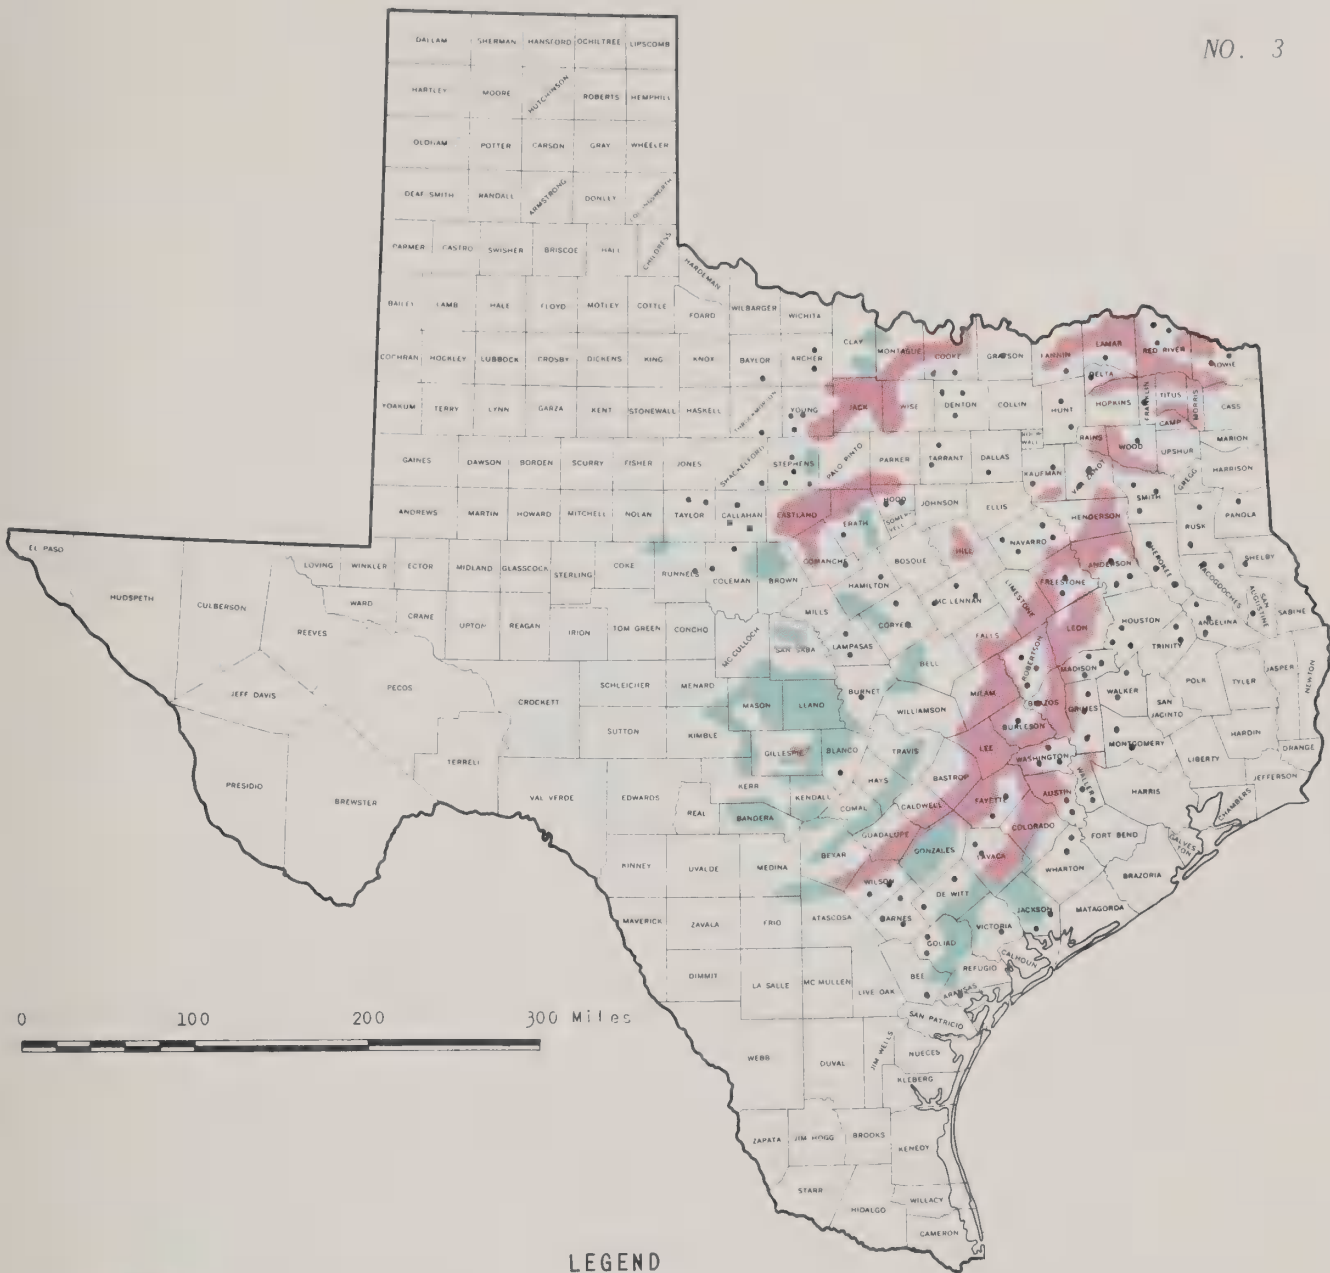 NO. 3
DALLAM SHERMAN HANSFORD OCHILTREE LIPSCOMB
HARTLEY MOORE HUTCHINSON ROBERTS HEMPHILL
OLDHAM POTTER CARSON GRAY WHEELER
DEAF SMITH RANDALL ARMSTRONG DONLEY
PARMER CASTRO SWISHER BRISCOE HALL CHILDRESS HARDEMAN
BAILEY LAMB HALE FLOYD MOTLEY COTTLE FOARD WILBARGER WICHITA
CLAY MONTAGUE COOKE GRAYSON FANNIN LAMAR RED RIVER BOWIE
COCHRAN HOCKLEY LUBBOCK CROSBY DICKENS KING KNOX BAYLOR ARCHER
DELTA
YOAKUM TERRY LYNN GARZA KENT STONEWALL HASKELL THROCKMORTON YOUNG JACK WISE DENTON COLLIN HUNT HOPKINS FRANKLIN TITUS MORRIS CASS
CAMP
GAINES DAWSON BORDEN SCURRY FISHER JONES SHACKELFORD STEPHENS PALO PINTO PARKER TARRANT DALLAS KAUFMAN RAINS WOOD UPSHUR MARION
VAN ZANDT SMITH GREGG HARRISON
ANDREWS MARTIN HOWARD MITCHELL NOLAN TAYLOR CALLAHAN EASTLAND HOOD JOHNSON ELLIS HENDERSON RUSK PANOLA
ERATH NAVARRO
EL PASO LOVING WINKLER ECTOR MIDLAND GLASSCOCK STERLING COKE RUNNELS COLEMAN BROWN COMANCHE BOSQUE HILL ANDERSON CHEROKEE SHELBY
HUDSPETH CULBERSON WARD CRANE UPTON REAGAN IRION TOM GREEN CONCHO MILLS HAMILTON MC LENNAN LIMESTONE FREESTONE NACOGDOCHES SAN AUGUSTINE SABINE
REEVES MC CULLOCH SAN SABA LAMPASAS CORYELL FALLS LEON HOUSTON ANGELINA
TRINITY
JEFF DAVIS PECOS CROCKETT SCHLEICHER MENARD MASON LLANO BURNET BELL MILAM ROBERTSON MADISON WALKER POLK TYLER JASPER NEWTON
SUTTON KIMBLE GILLESPIE BLANCO WILLIAMSON BURLESON BRAZOS GRIMES SAN JACINTO HARDIN
PRESIDIO BREWSTER TERRELL VAL VERDE EDWARDS REAL KERR KENDALL HAYS TRAVIS BASTROP LEE WASHINGTON MONTGOMERY LIBERTY ORANGE
JEFFERSON
BANDERA COMAL CALDWELL FAYETTE AUSTIN WALLER HARRIS CHAMBERS
KINNEY UVALDE MEDINA BEXAR GUADALUPE GONZALES LAVACA COLORADO FORT BEND GALVES TON
WILSON WHARTON BRAZORIA
MAVERICK ZAVALA FRIO ATASCOSA DE WITT JACKSON MATAGORDA
GOLIAD VICTORIA
DIMMIT LA SALLE MC MULLEN LIVE OAK BEE REFUGIO CALHOUN
ARANSAS
SAN PATRICIO
0 100 200 300 Miles
WEBB DUVAL JIM WELLS NUECES
KLEBERG
ZAPATA JIM HOGG BROOKS KENEDY
STARR HIDALGO WILLACY
CAMERON
LEGEND